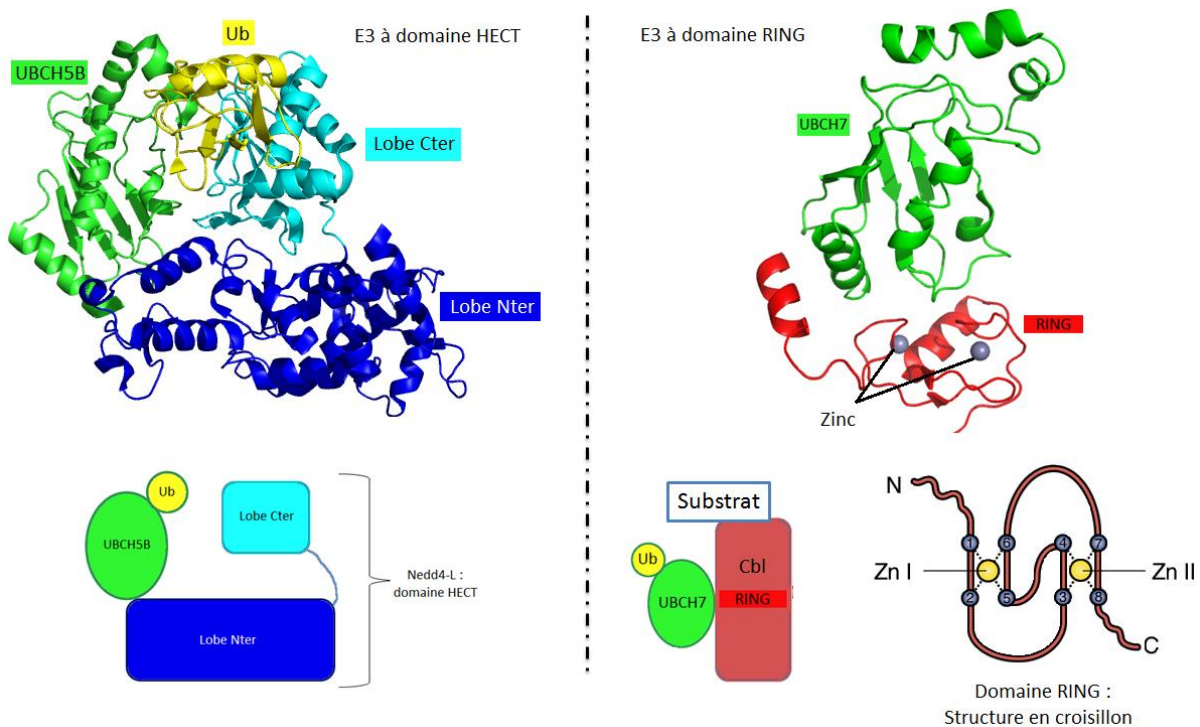 E3 à domaine HECT
Ub
UBCH5B
Lobe Cter
Lobe Nter
Ub
UBCH5B
Lobe Cter
Lobe Nter
Nedd4-L :
domaine HECT
E3 à domaine RING
UBCH7
RING
Zinc
Substrat
Ub
UBCH7
Cbl
RING
N
1
6
4
7
Zn I
Zn II
2
5
3
8
C
Domaine RING :
Structure en croisillon